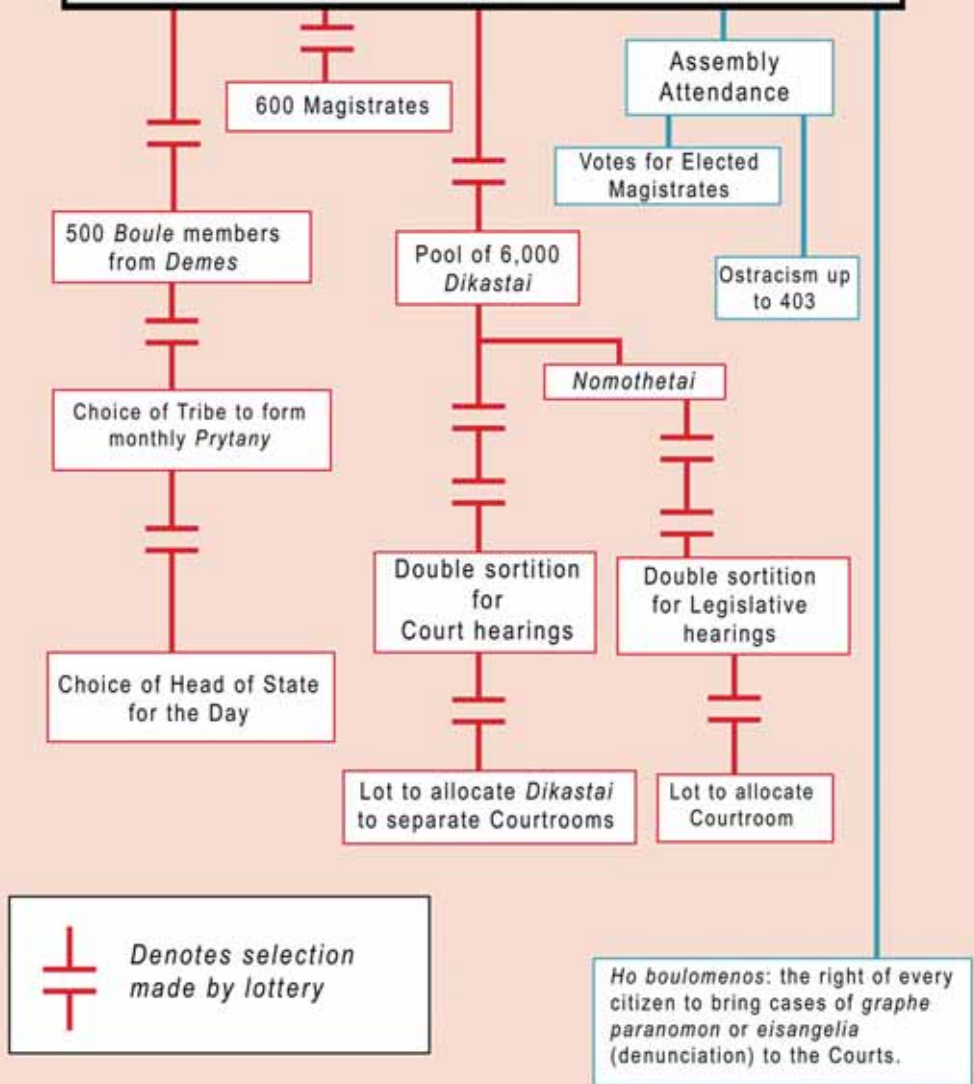 600 Magistrates
Assembly
Attendance
Votes for Elected
Magistrates
500 Boule members
from Demes
Pool of 6,000
Dikastai
Ostracism up
to 403
Nomothetai
Choice of Tribe to form
monthly Prytany
Double sortition
for
Court hearings
Double sortition
for Legislative
hearings
Choice of Head of State
for the Day
Lot to allocate Dikastai
to separate Courtrooms
Lot to allocate
Courtroom
Denotes selection
made by lottery
Ho boulomenos: the right of every
citizen to bring cases of graphe
paranomon or eisangelia
(denunciation) to the Courts.